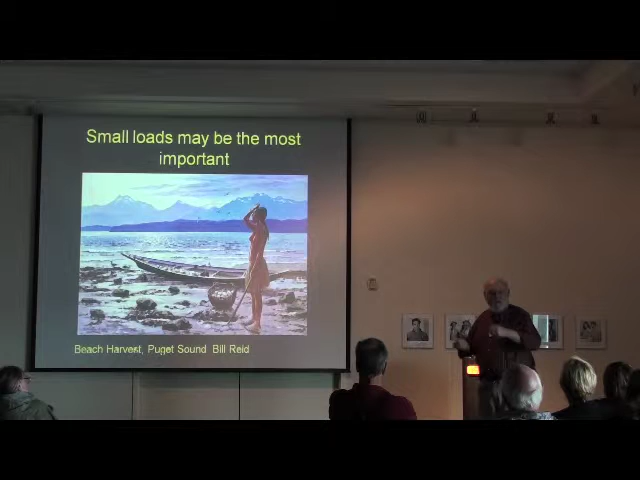 Small loads may be the most
important
Beach Harvest, Puget Sound Bill Reid